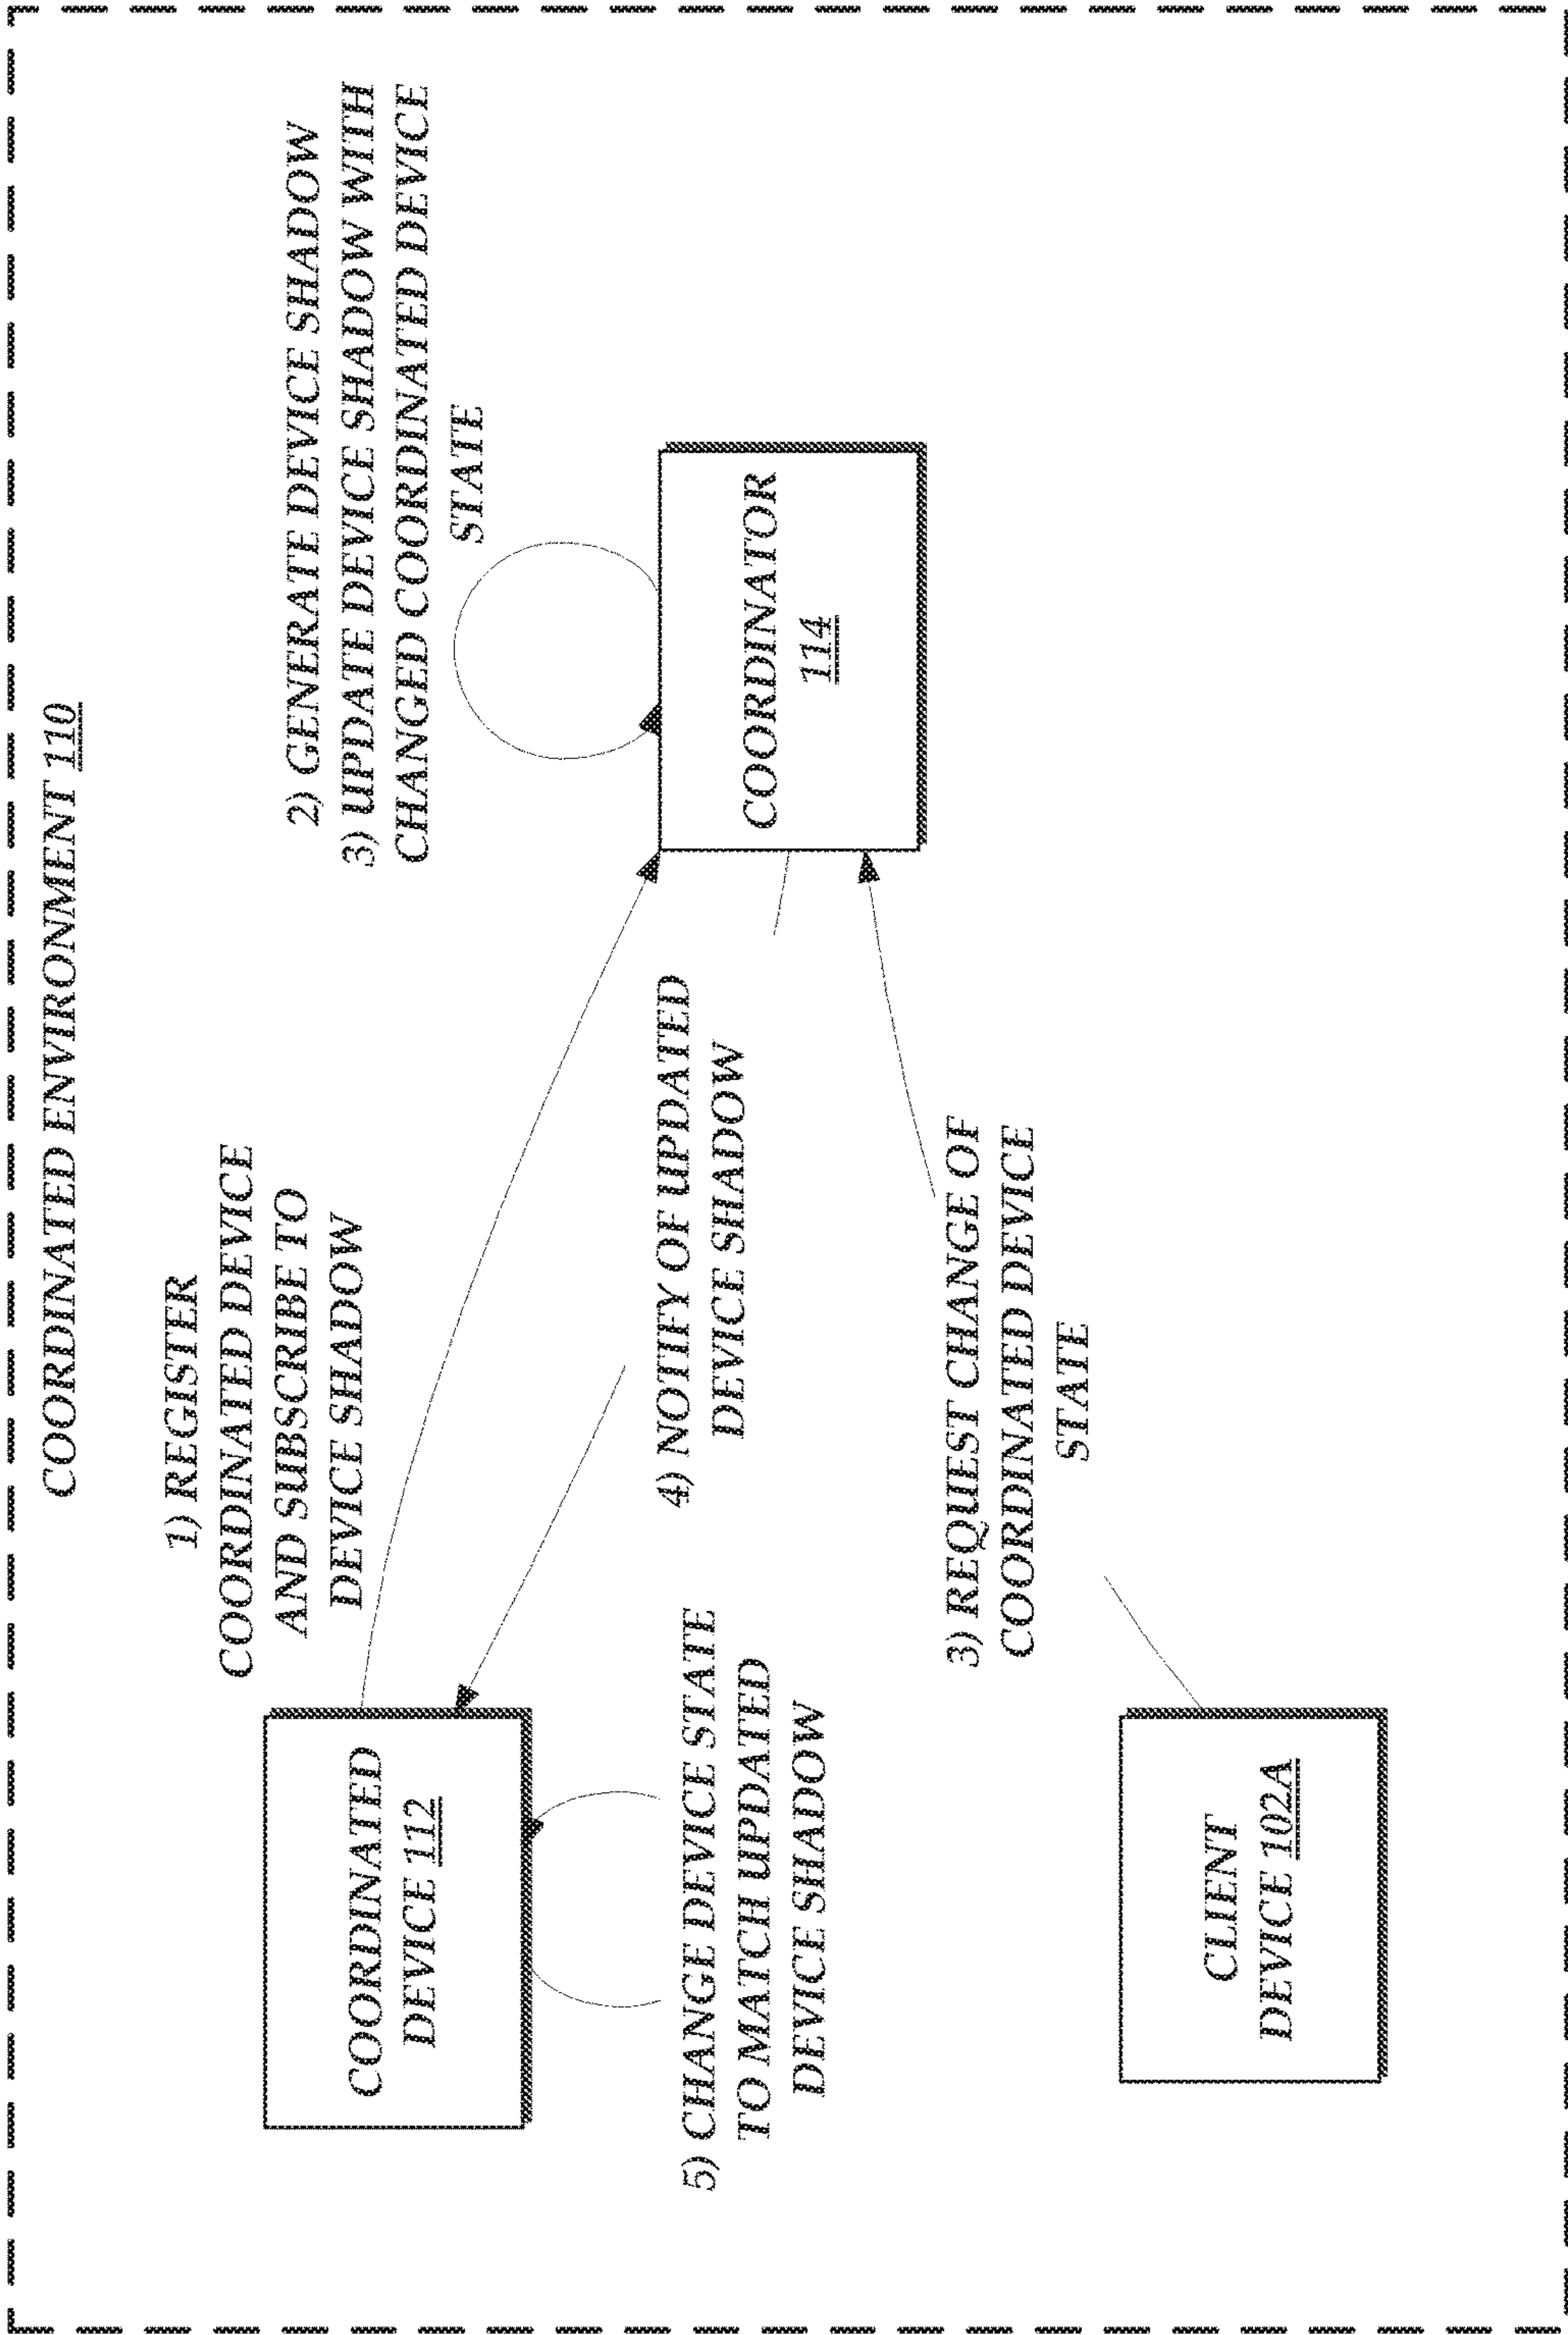 COORDINATED ENVIRONMENT 110
1) REGISTER
COORDINATED DEVICE
AND SUBSCRIBE TO
DEVICE SHADOW
2) GENERATE DEVICE SHADOW
3) UPDATE DEVICE SHADOW WITH
CHANGED COORDINATED DEVICE
STATE
COORDINATED
DEVICE 112
4) NOTIFY OF UPDATED
DEVICE SHADOW
COORDINATOR
114
5) CHANGE DEVICE STATE
TO MATCH UPDATED
DEVICE SHADOW
3) REQUEST CHANGE OF
COORDINATED DEVICE
STATE
CLIENT
DEVICE 102A